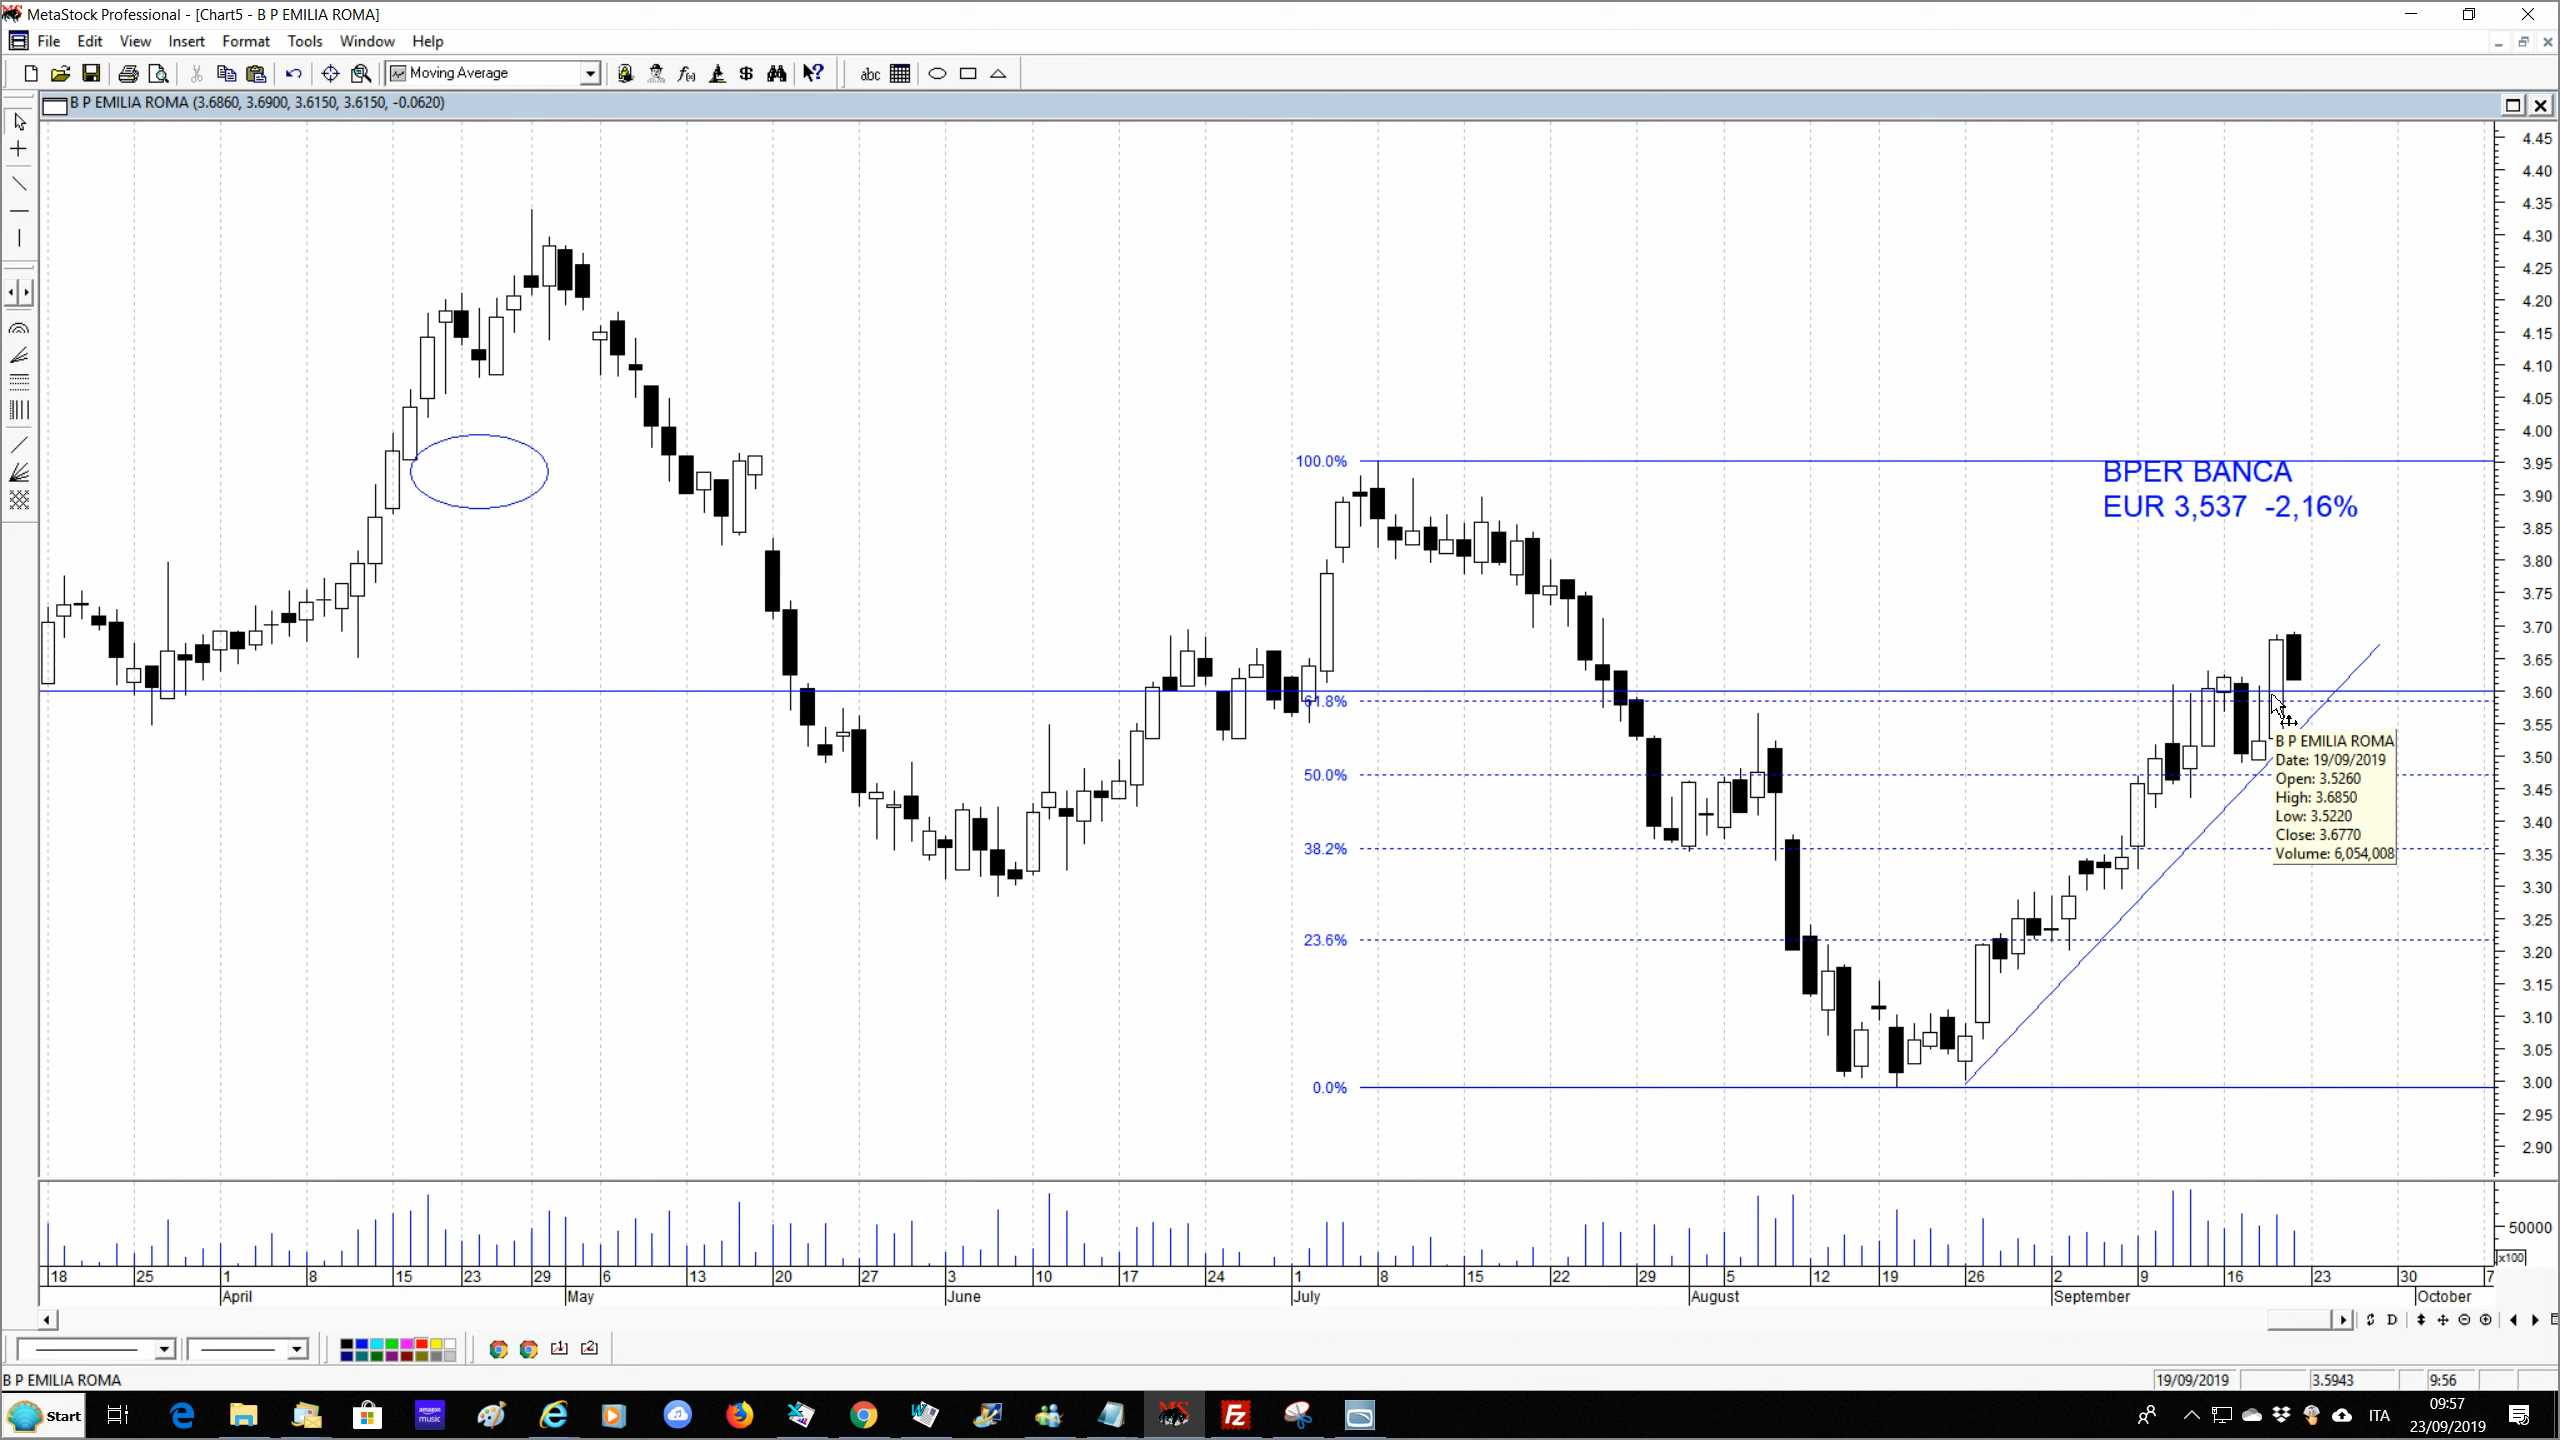 MetaStock Professional - [Chart5 - B P EMILIA ROMA]
File Edit View Insert Format Tools Window Help
Moving Average
abc
B P EMILIA ROMA (3.6860, 3.6900, 3.6150, 3.6150, -0.0620)
4.45
4.40
4.35
4.30
4.25
4.20
4.15
4.10
4.05
4.00
3.95
3.90
3.85
3.80
3.75
3.70
3.65
3.60
3.55
3.50
3.45
3.40
3.35
3.30
3.25
3.20
3.15
3.10
3.05
3.00
2.95
2.90
100.0%
61.8%
50.0%
38.2%
23.6%
0.0%
BPER BANCA
EUR 3,537 -2,16%
B P EMILIA ROMA
Date: 19/09/2019
Open: 3.5260
High: 3.6850
Low: 3.5220
Close: 3.6770
Volume: 6,054,008
50000
x100
18 25 1 8 15 23 29 6 13 20 27 3 10 17 24 1 8 15 22 29 5 12 19 26 2 9 16 23 30 7
April May June July August September October
D
B P EMILIA ROMA
19/09/2019 3.5943 9:56
Start
amazon music
MS
Fz
ITA
09:57
23/09/2019